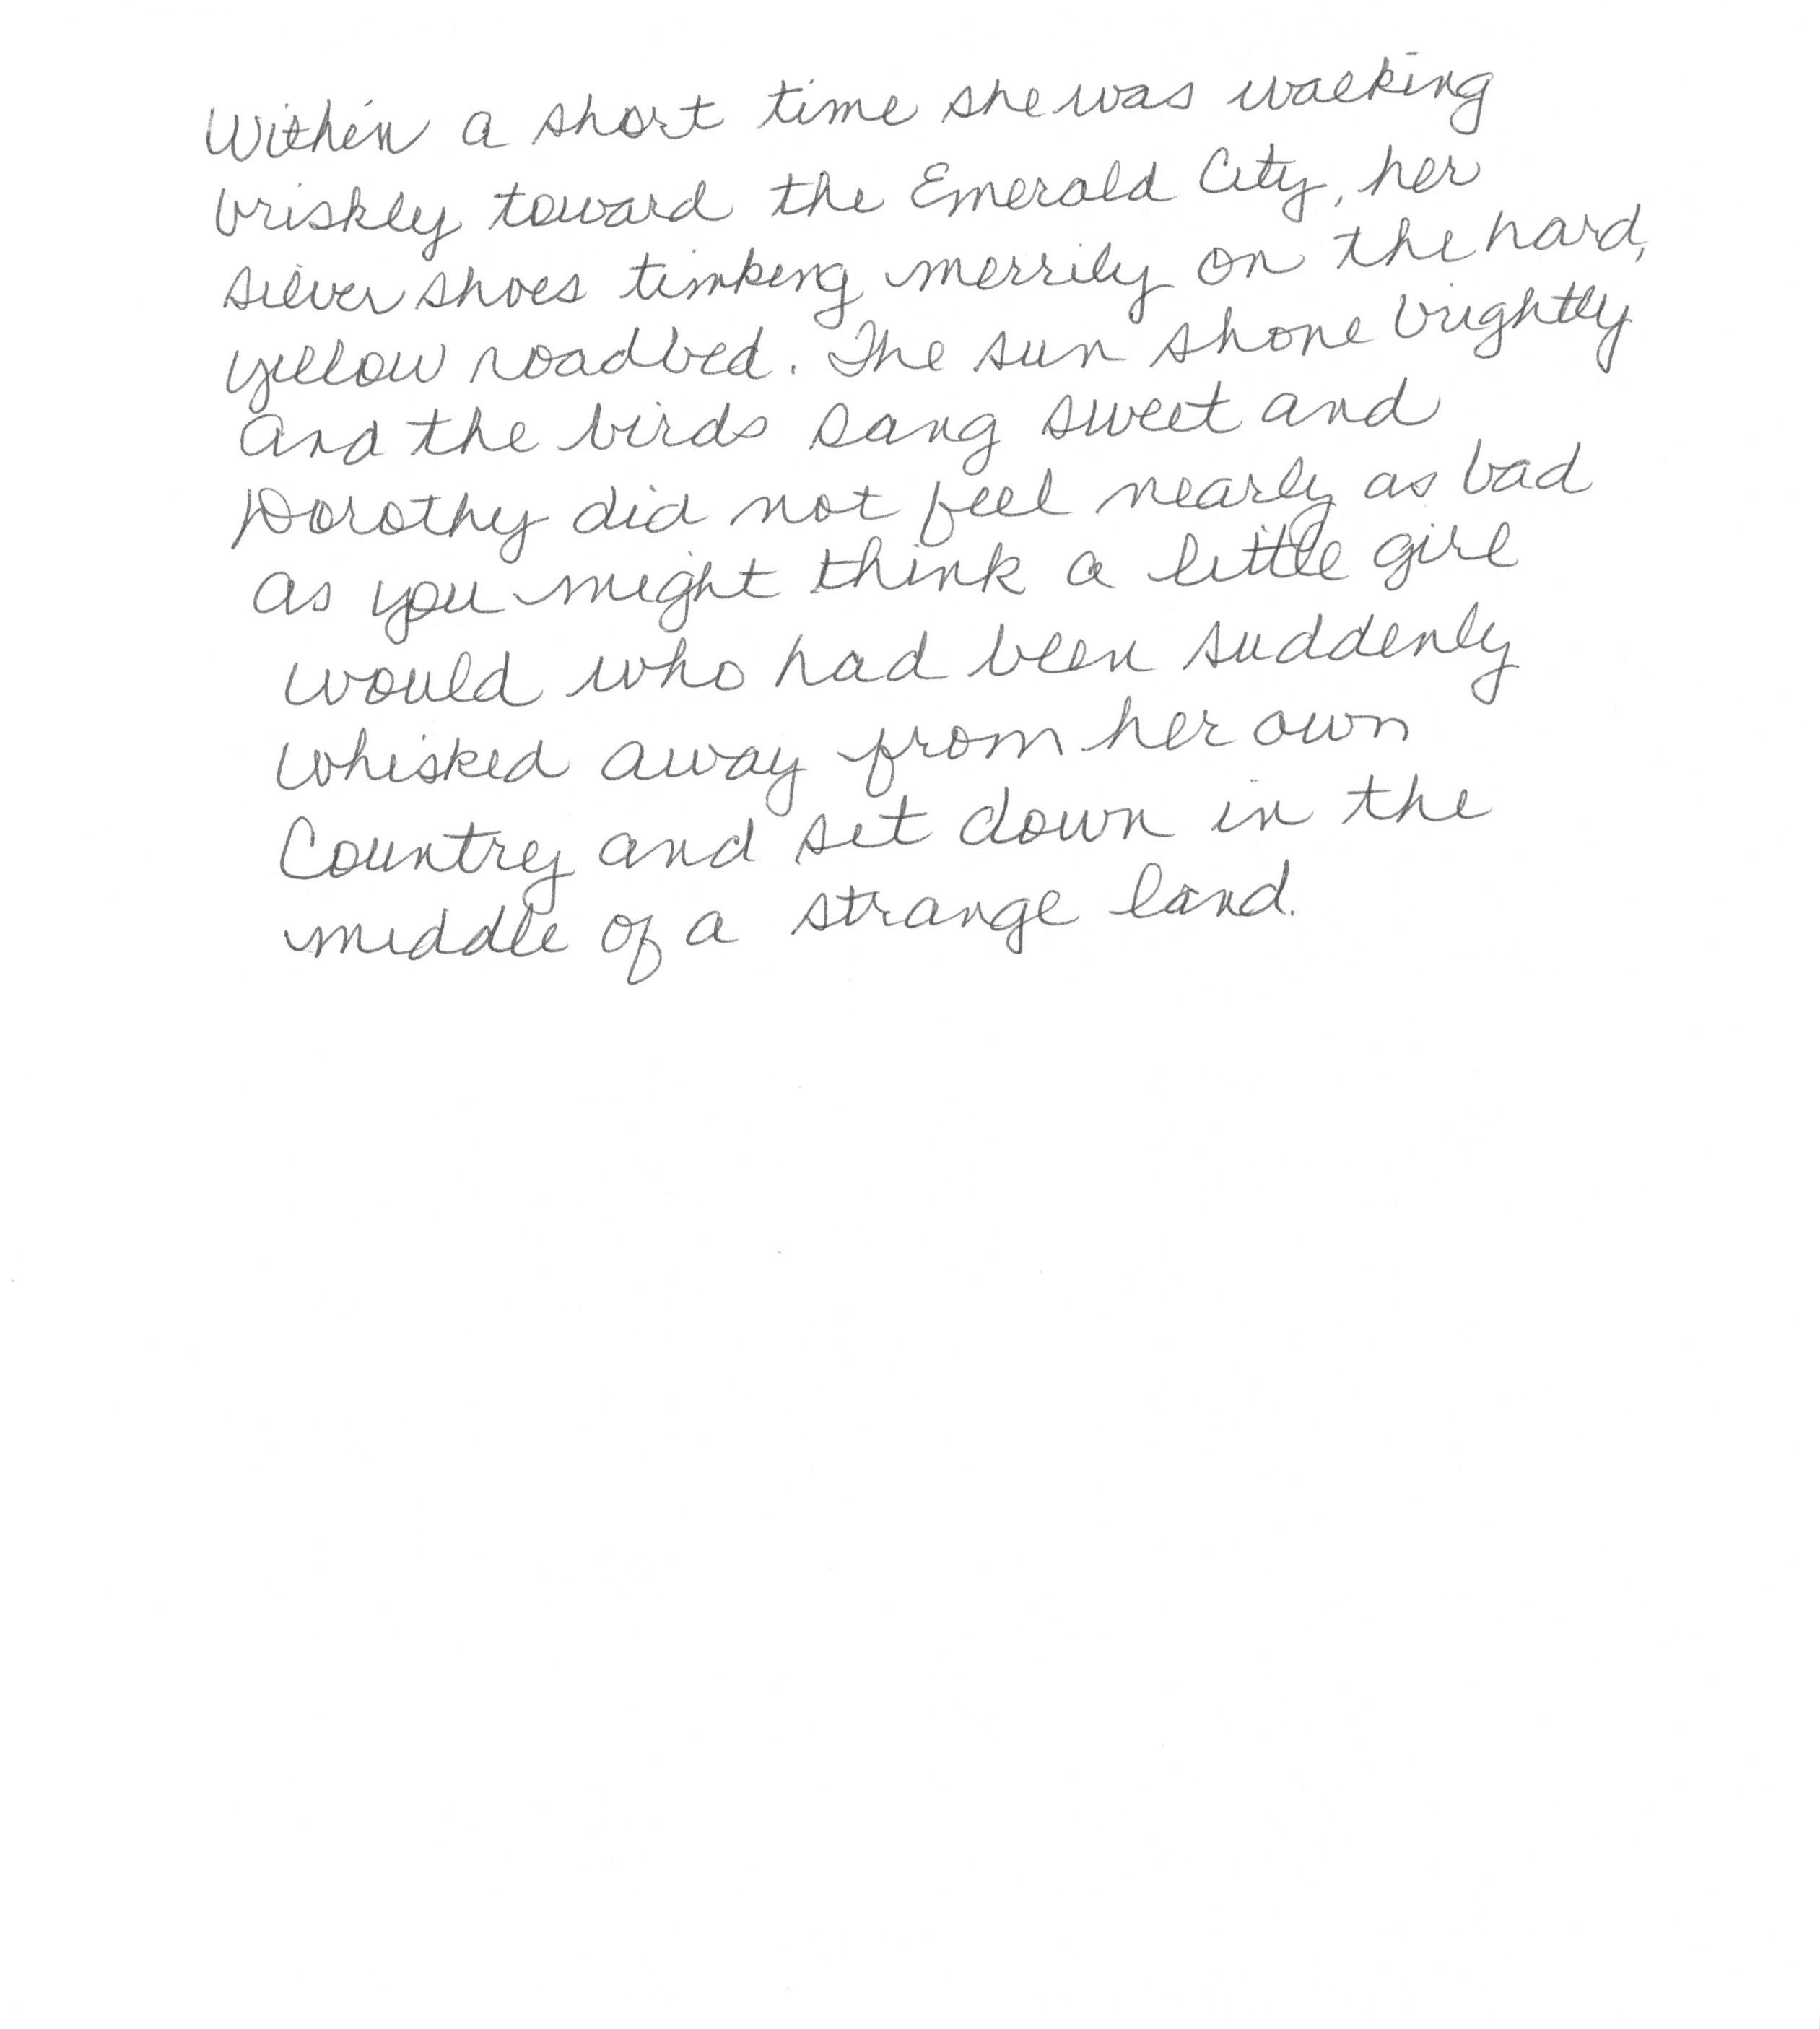 Within a short time she was walking
briskly toward the Emerald City, her
silver shoes tinking merrily on the hard,
yellow roadbed. The sun shone brightly
and the birds sang sweet and
Dorothy did not feel nearly as bad
as you might think a little girl
would who had been suddenly
whisked away from her own
Country and set down in the
middle of a strange land.